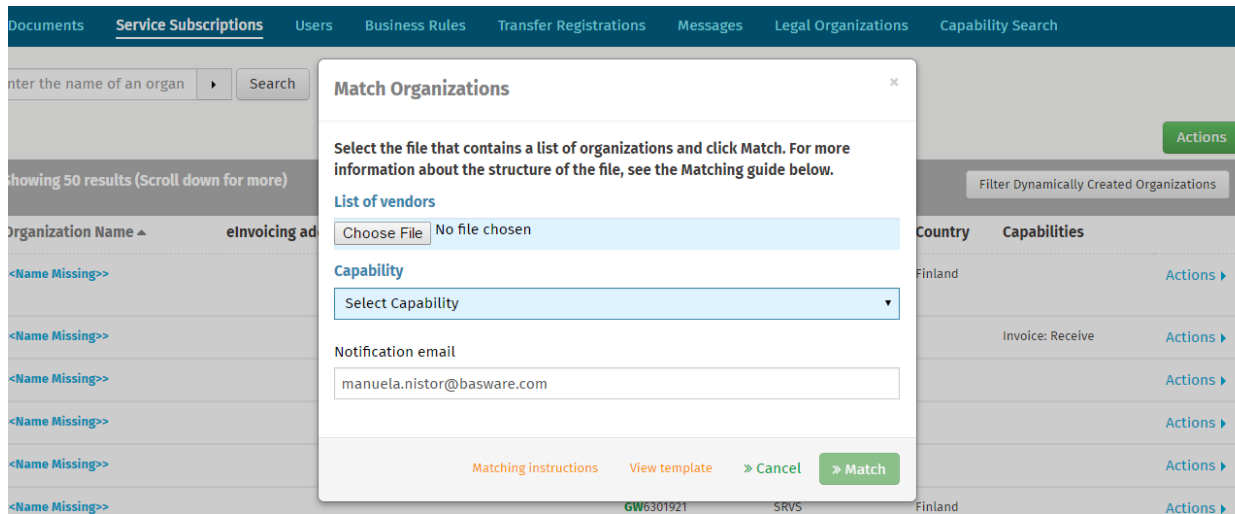 Documents Service Subscriptions Users Business Rules Transfer Registrations Messages Legal Organizations Capability Search
nter the name of an organ Search
Match Organizations ×
Select the file that contains a list of organizations and click Match. For more
information about the structure of the file, see the Matching guide below.
List of vendors
Choose File No file chosen
Capability
Select Capability
Notification email
manuela.nistor@basware.com
Matching instructions View template » Cancel » Match
Actions
Showing 50 results (Scroll down for more) Filter Dynamically Created Organizations
Organization Name eInvoicing ad Country Capabilities
<Name Missing>> Finland Actions
<Name Missing>> Invoice: Receive Actions
<Name Missing>> Actions
<Name Missing>> Actions
<Name Missing>> Actions
<Name Missing>> GW6301921 SRVS Finland Actions